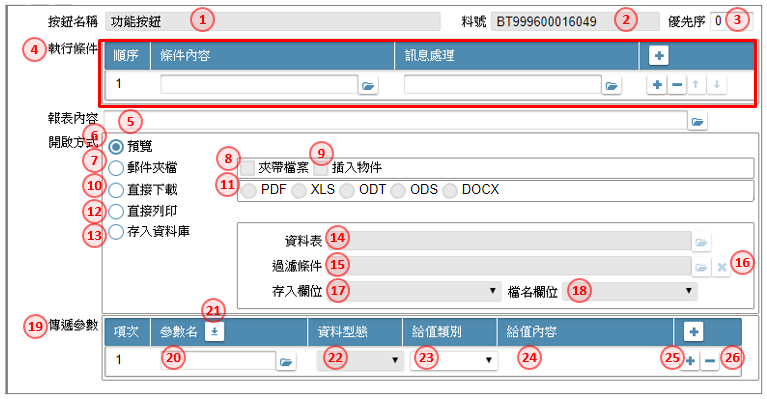 按鈕名稱 功能按鈕 1 料號 BT999600016049 2 優先序 0 3
4 執行條件
順序 條件內容 訊息處理
1
報表內容 5
開啟方式 6 預覽
7 郵件夾檔 8 夾帶檔案 9 插入物件
10 直接下載 11 PDF XLS ODT ODS DOCX
12 直接列印
13 存入資料庫
資料表 14
過濾條件 15 16
存入欄位 17 檔名欄位 18
19 傳遞參數
項次 參數名 21 資料型態 給值類別 給值內容
1 20 22 23 24 25 26